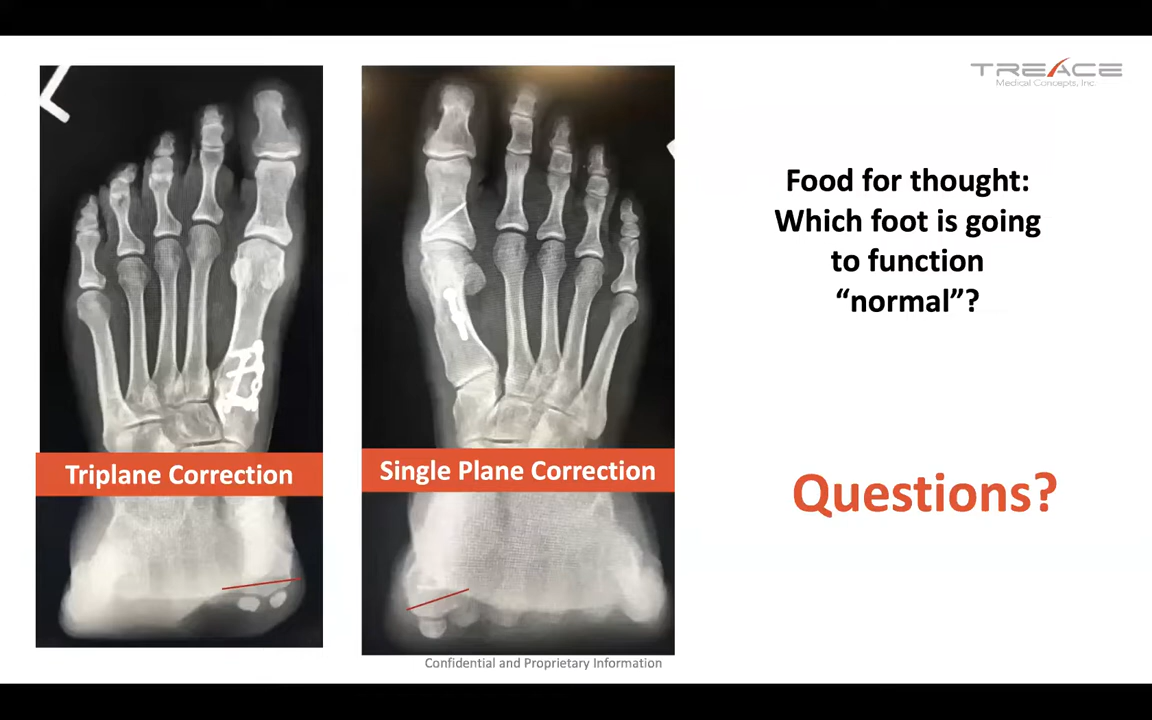 L
TREACE
Medical Concepts, Inc.
Food for thought:
Which foot is going
to function
“normal”?
Triplane Correction
Single Plane Correction
Questions?
Confidential and Proprietary Information